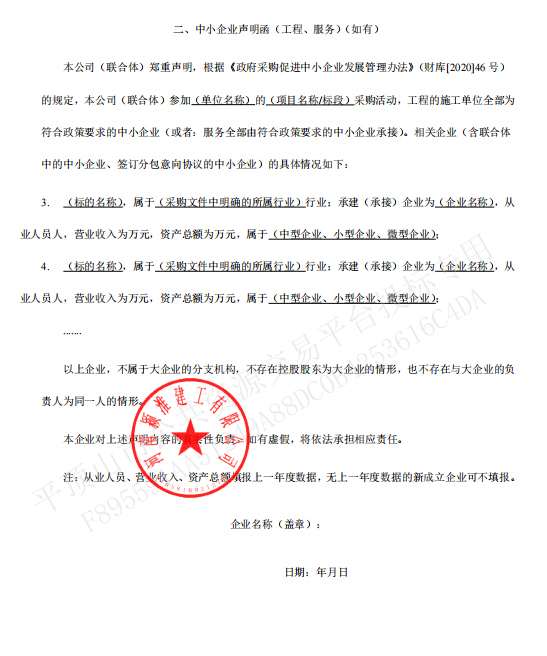 二、中小企业声明函（工程、服务）（如有）
本公司（联合体）郑重声明，根据《政府采购促进中小企业发展管理办法》（财库[2020]46 号）
的规定，本公司（联合体）参加（单位名称）的（项目名称/标段）采购活动，工程的施工单位全部为
符合政策要求的中小企业（或者：服务全部由符合政策要求的中小企业承接）。相关企业（含联合体
中的中小企业、签订分包意向协议的中小企业）的具体情况如下：
3. （标的名称），属于（采购文件中明确的所属行业）行业；承建（承接）企业为（企业名称），从
业人员人，营业收入为万元，资产总额为万元，属于（中型企业、小型企业、微型企业）；
4. （标的名称），属于（采购文件中明确的所属行业）行业；承建（承接）企业为（企业名称），从
业人员人，营业收入为万元，资产总额为万元，属于（中型企业、小型企业、微型企业）；
.......
以上企业，不属于大企业的分支机构，不存在控股股东为大企业的情形，也不存在与大企业的负
责人为同一人的情形。
本企业对上述声明内容的真实性负责。如有虚假，将依法承担相应责任。
注：从业人员、营业收入、资产总额填报上一年度数据，无上一年度数据的新成立企业可不填报。
企业名称（盖章）：
日期：年月日